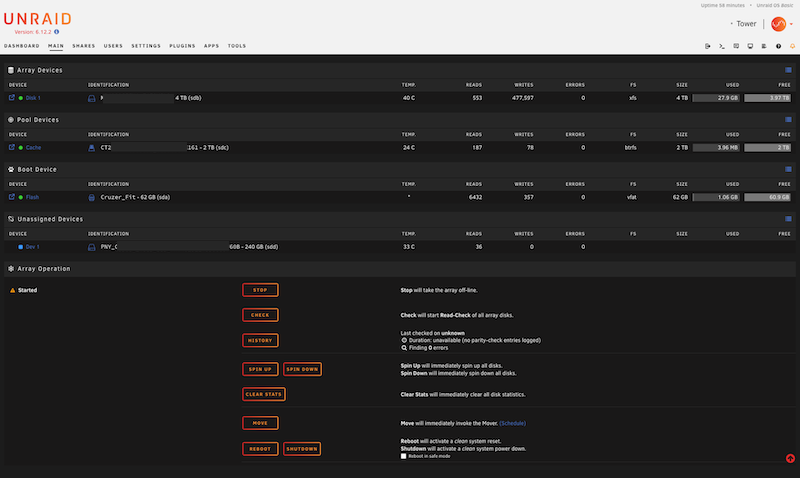 Uptime 58 minutes • Unraid OS Basic
UNRAID
Version: 6.12.2
• Tower
DASHBOARD MAIN SHARES USERS SETTINGS PLUGINS APPS TOOLS
Array Devices
DEVICE IDENTIFICATION TEMP. READS WRITES ERRORS FS SIZE USED FREE
Disk 1 4 TB (sdb) 40 C 553 477,597 0 xfs 4 TB 27.9 GB 3.97 TB
Pool Devices
DEVICE IDENTIFICATION TEMP. READS WRITES ERRORS FS SIZE USED FREE
Cache CT2 161 - 2 TB (sdc) 24 C 187 78 0 btrfs 2 TB 3.96 MB 2 TB
Boot Device
DEVICE IDENTIFICATION TEMP. READS WRITES ERRORS FS SIZE USED FREE
Flash Cruzer_Fit - 62 GB (sda) * 6432 357 0 vfat 62 GB 1.06 GB 60.9 GB
Unassigned Devices
DEVICE IDENTIFICATION TEMP. READS WRITES ERRORS FS SIZE USED FREE
Dev 1 PNY_ - 240 GB (sdd) 33 C 36 0 0
Array Operation
Started STOP Stop will take the array off-line.
CHECK Check will start Read-Check of all array disks.
Last checked on unknown
HISTORY Duration: unavailable (no parity-check entries logged)
Finding 0 errors
SPIN UP SPIN DOWN Spin Up will immediately spin up all disks.
Spin Down will immediately spin down all disks.
CLEAR STATS Clear Stats will immediately clear all disk statistics.
MOVE Move will immediately invoke the Mover. (Schedule)
Reboot will activate a clean system reset.
REBOOT SHUTDOWN Shutdown will activate a clean system power down.
Reboot in safe mode